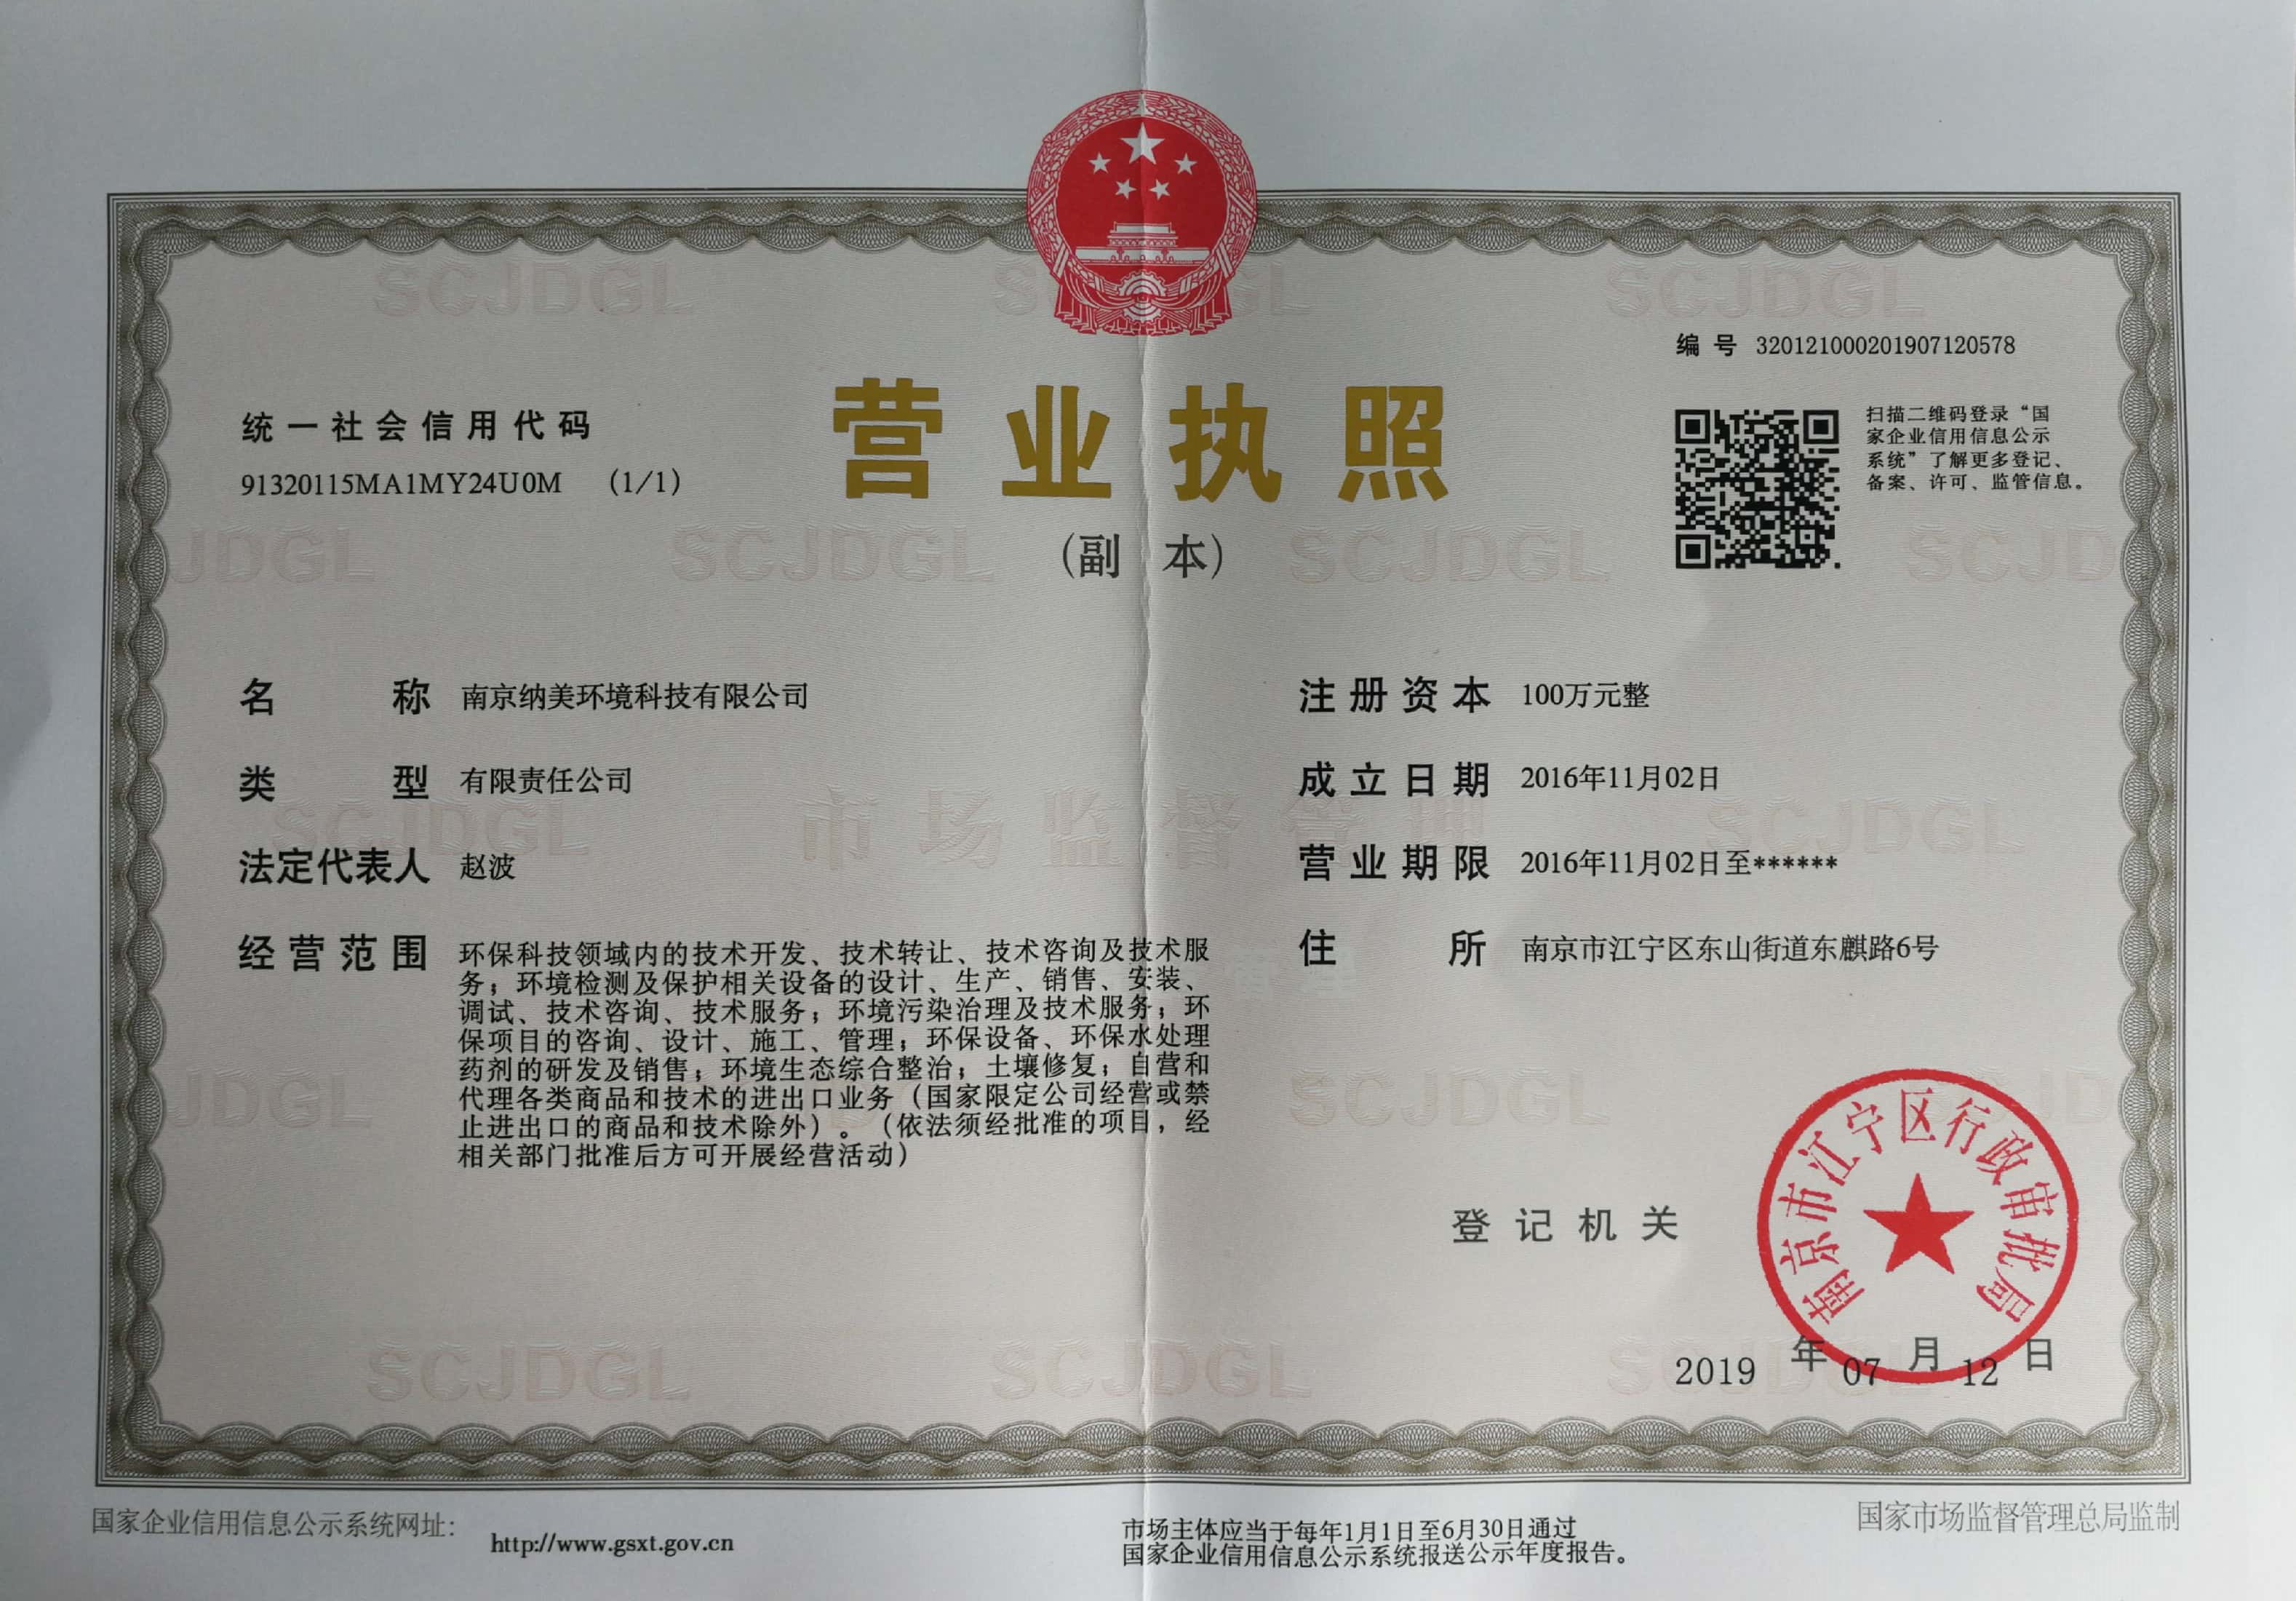 编 号 320121000201907120578
统一社会信用代码
91320115MA1MY24U0M (1/1)
营业执照
(副 本)
扫描二维码登录“国
家企业信用信息公示
系统”了解更多登记、
备案、许可、监管信息。
名 称 南京纳美环境科技有限公司
类 型 有限责任公司
法定代表人 赵波
经营范围 环保科技领域内的技术开发、技术转让、技术咨询及技术服
务；环境检测及保护相关设备的设计、生产、销售、安装、
调试、技术咨询、技术服务；环境污染治理及技术服务；环
保项目的咨询、设计、施工、管理；环保设备、环保水处理
药剂的研发及销售；环境生态综合整治；土壤修复；自营和
代理各类商品和技术的进出口业务（国家限定公司经营或禁
止进出口的商品和技术除外）。（依法须经批准的项目，经
相关部门批准后方可开展经营活动）
注册资本 100万元整
成立日期 2016年11月02日
营业期限 2016年11月02日至******
住 所 南京市江宁区东山街道东麒路6号
登记机关
南京市江宁区行政审批局
2019 年 07 月 12 日
SCJDGL
SCJDGL
SCJDGL
JDGL
SCJDGL
SCJDGL
SCJD
SCJDGL
市场监督管理
SCJDGL
JDGL
SCJDGL
SCJDGL
SCJDGL
国家企业信用信息公示系统网址：
http://www.gsxt.gov.cn
市场主体应当于每年1月1日至6月30日通过
国家企业信用信息公示系统报送公示年度报告。
国家市场监督管理总局监制